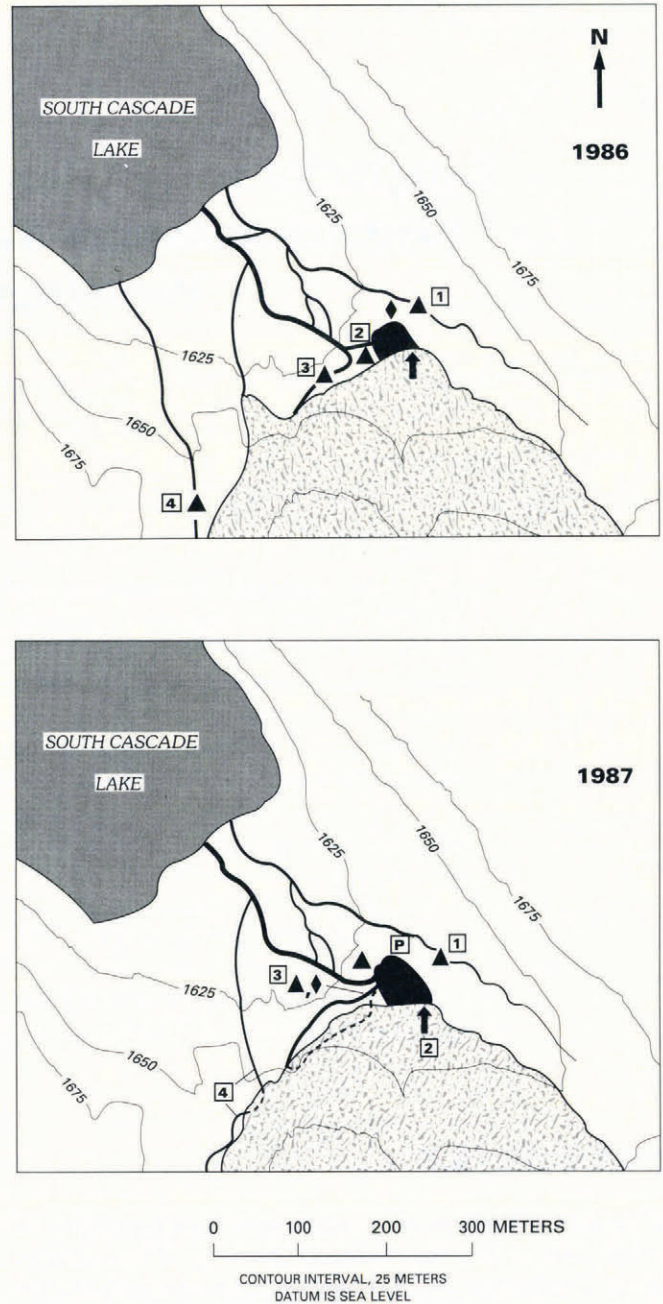 N
1986
SOUTH CASCADE
LAKE
1625
1650
1675
1
2
3
1625
1650
1675
4
1987
SOUTH CASCADE
LAKE
1625
1650
1675
P
1
3
1625
2
1650
1675
4
0 100 200 300 METERS
CONTOUR INTERVAL, 25 METERS
DATUM IS SEA LEVEL